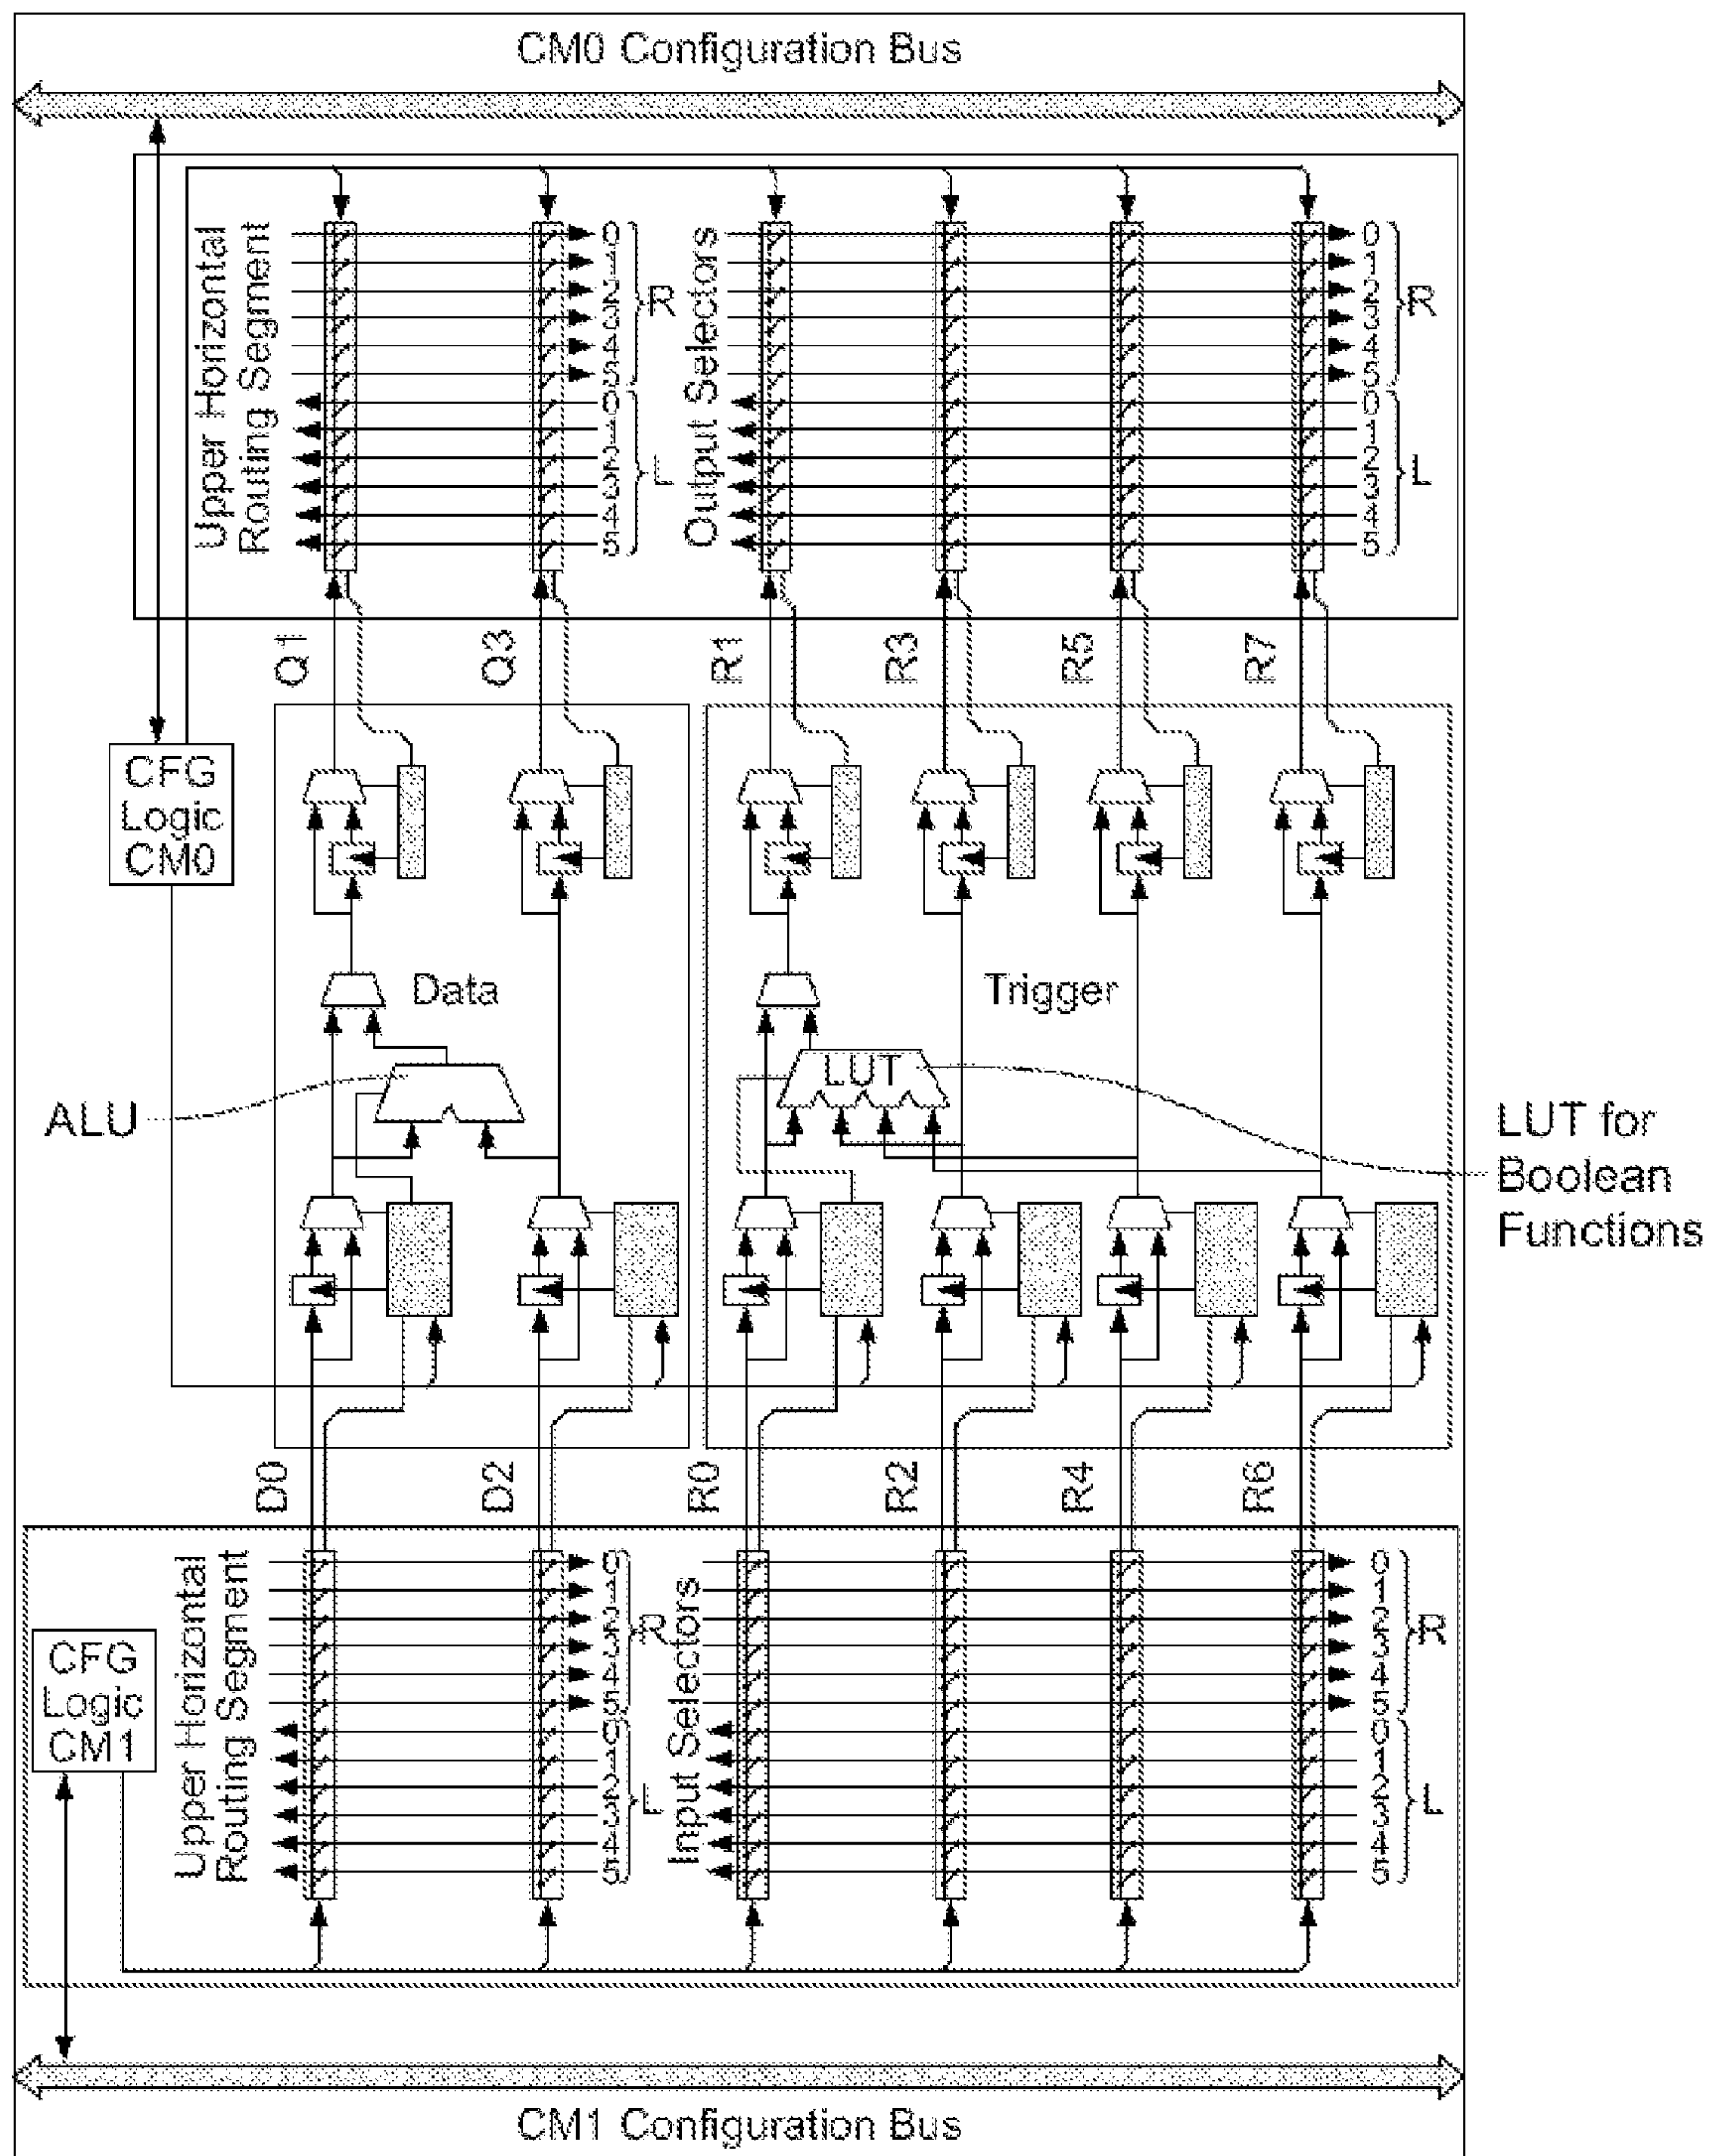 CM0 Configuration Bus
Upper Horizontal
Routing Segment
0
1
2
3
4
5
R
0
1
2
3
4
5
L
Output Selectors
0
1
2
3
4
5
R
0
1
2
3
4
5
L
Q1
Q3
R1
R3
R5
R7
CFG
Logic
CM0
Data
Trigger
ALU
LUT
LUT for
Boolean
Functions
D0
D2
R0
R2
R4
R6
CFG
Logic
CM1
Upper Horizontal
Routing Segment
0
1
2
3
4
5
R
0
1
2
3
4
5
L
Input Selectors
0
1
2
3
4
5
R
0
1
2
3
4
5
L
CM1 Configuration Bus